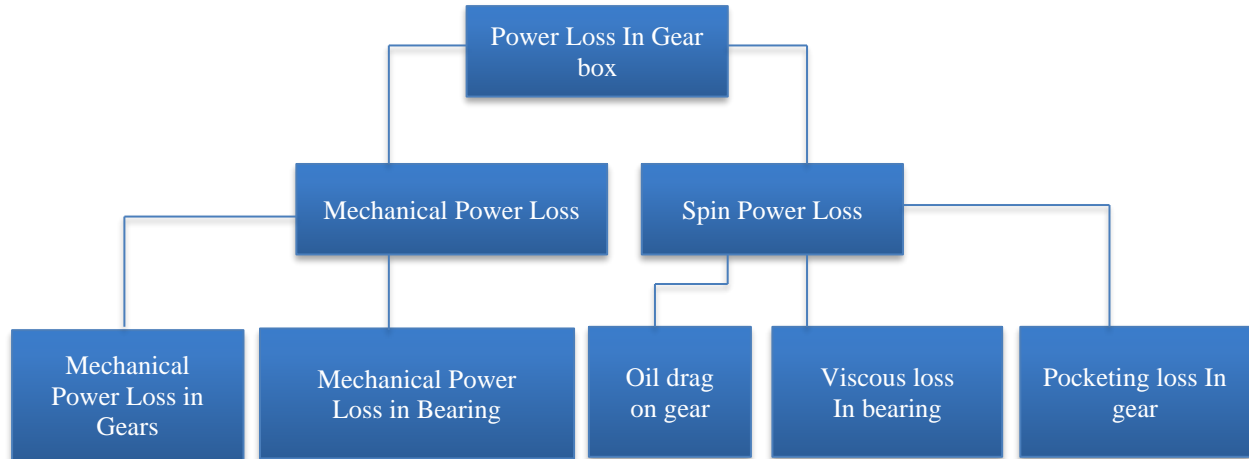 Power Loss In Gear
box
Mechanical Power Loss
Spin Power Loss
Mechanical
Power Loss in
Gears
Mechanical Power
Loss in Bearing
Oil drag
on gear
Viscous loss
In bearing
Pocketing loss In
gear